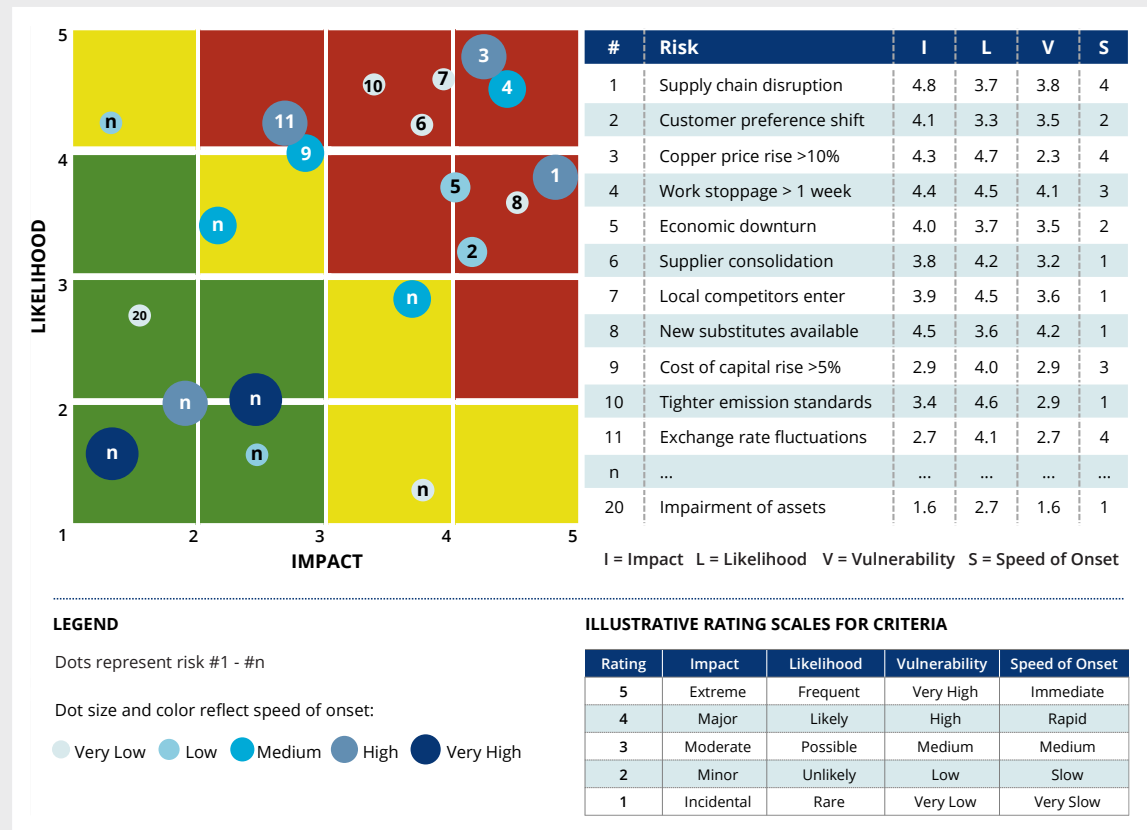 5
4
3
2
1
2
3
4
5
LIKELIHOOD
IMPACT
3
7
10
4
n
11
6
9
1
5
8
n
2
n
20
n
n
n
n
n
# Risk I L V S
1 Supply chain disruption 4.8 3.7 3.8 4
2 Customer preference shift 4.1 3.3 3.5 2
3 Copper price rise >10% 4.3 4.7 2.3 4
4 Work stoppage > 1 week 4.4 4.5 4.1 3
5 Economic downturn 4.0 3.7 3.5 2
6 Supplier consolidation 3.8 4.2 3.2 1
7 Local competitors enter 3.9 4.5 3.6 1
8 New substitutes available 4.5 3.6 4.2 1
9 Cost of capital rise >5% 2.9 4.0 2.9 3
10 Tighter emission standards 3.4 4.6 2.9 1
11 Exchange rate fluctuations 2.7 4.1 2.7 4
n ... ... ... ... ...
20 Impairment of assets 1.6 2.7 1.6 1
I = Impact L = Likelihood V = Vulnerability S = Speed of Onset
LEGEND
Dots represent risk #1 - #n
Dot size and color reflect speed of onset:
Very Low Low Medium High Very High
ILLUSTRATIVE RATING SCALES FOR CRITERIA
Rating Impact Likelihood Vulnerability Speed of Onset
5 Extreme Frequent Very High Immediate
4 Major Likely High Rapid
3 Moderate Possible Medium Medium
2 Minor Unlikely Low Slow
1 Incidental Rare Very Low Very Slow